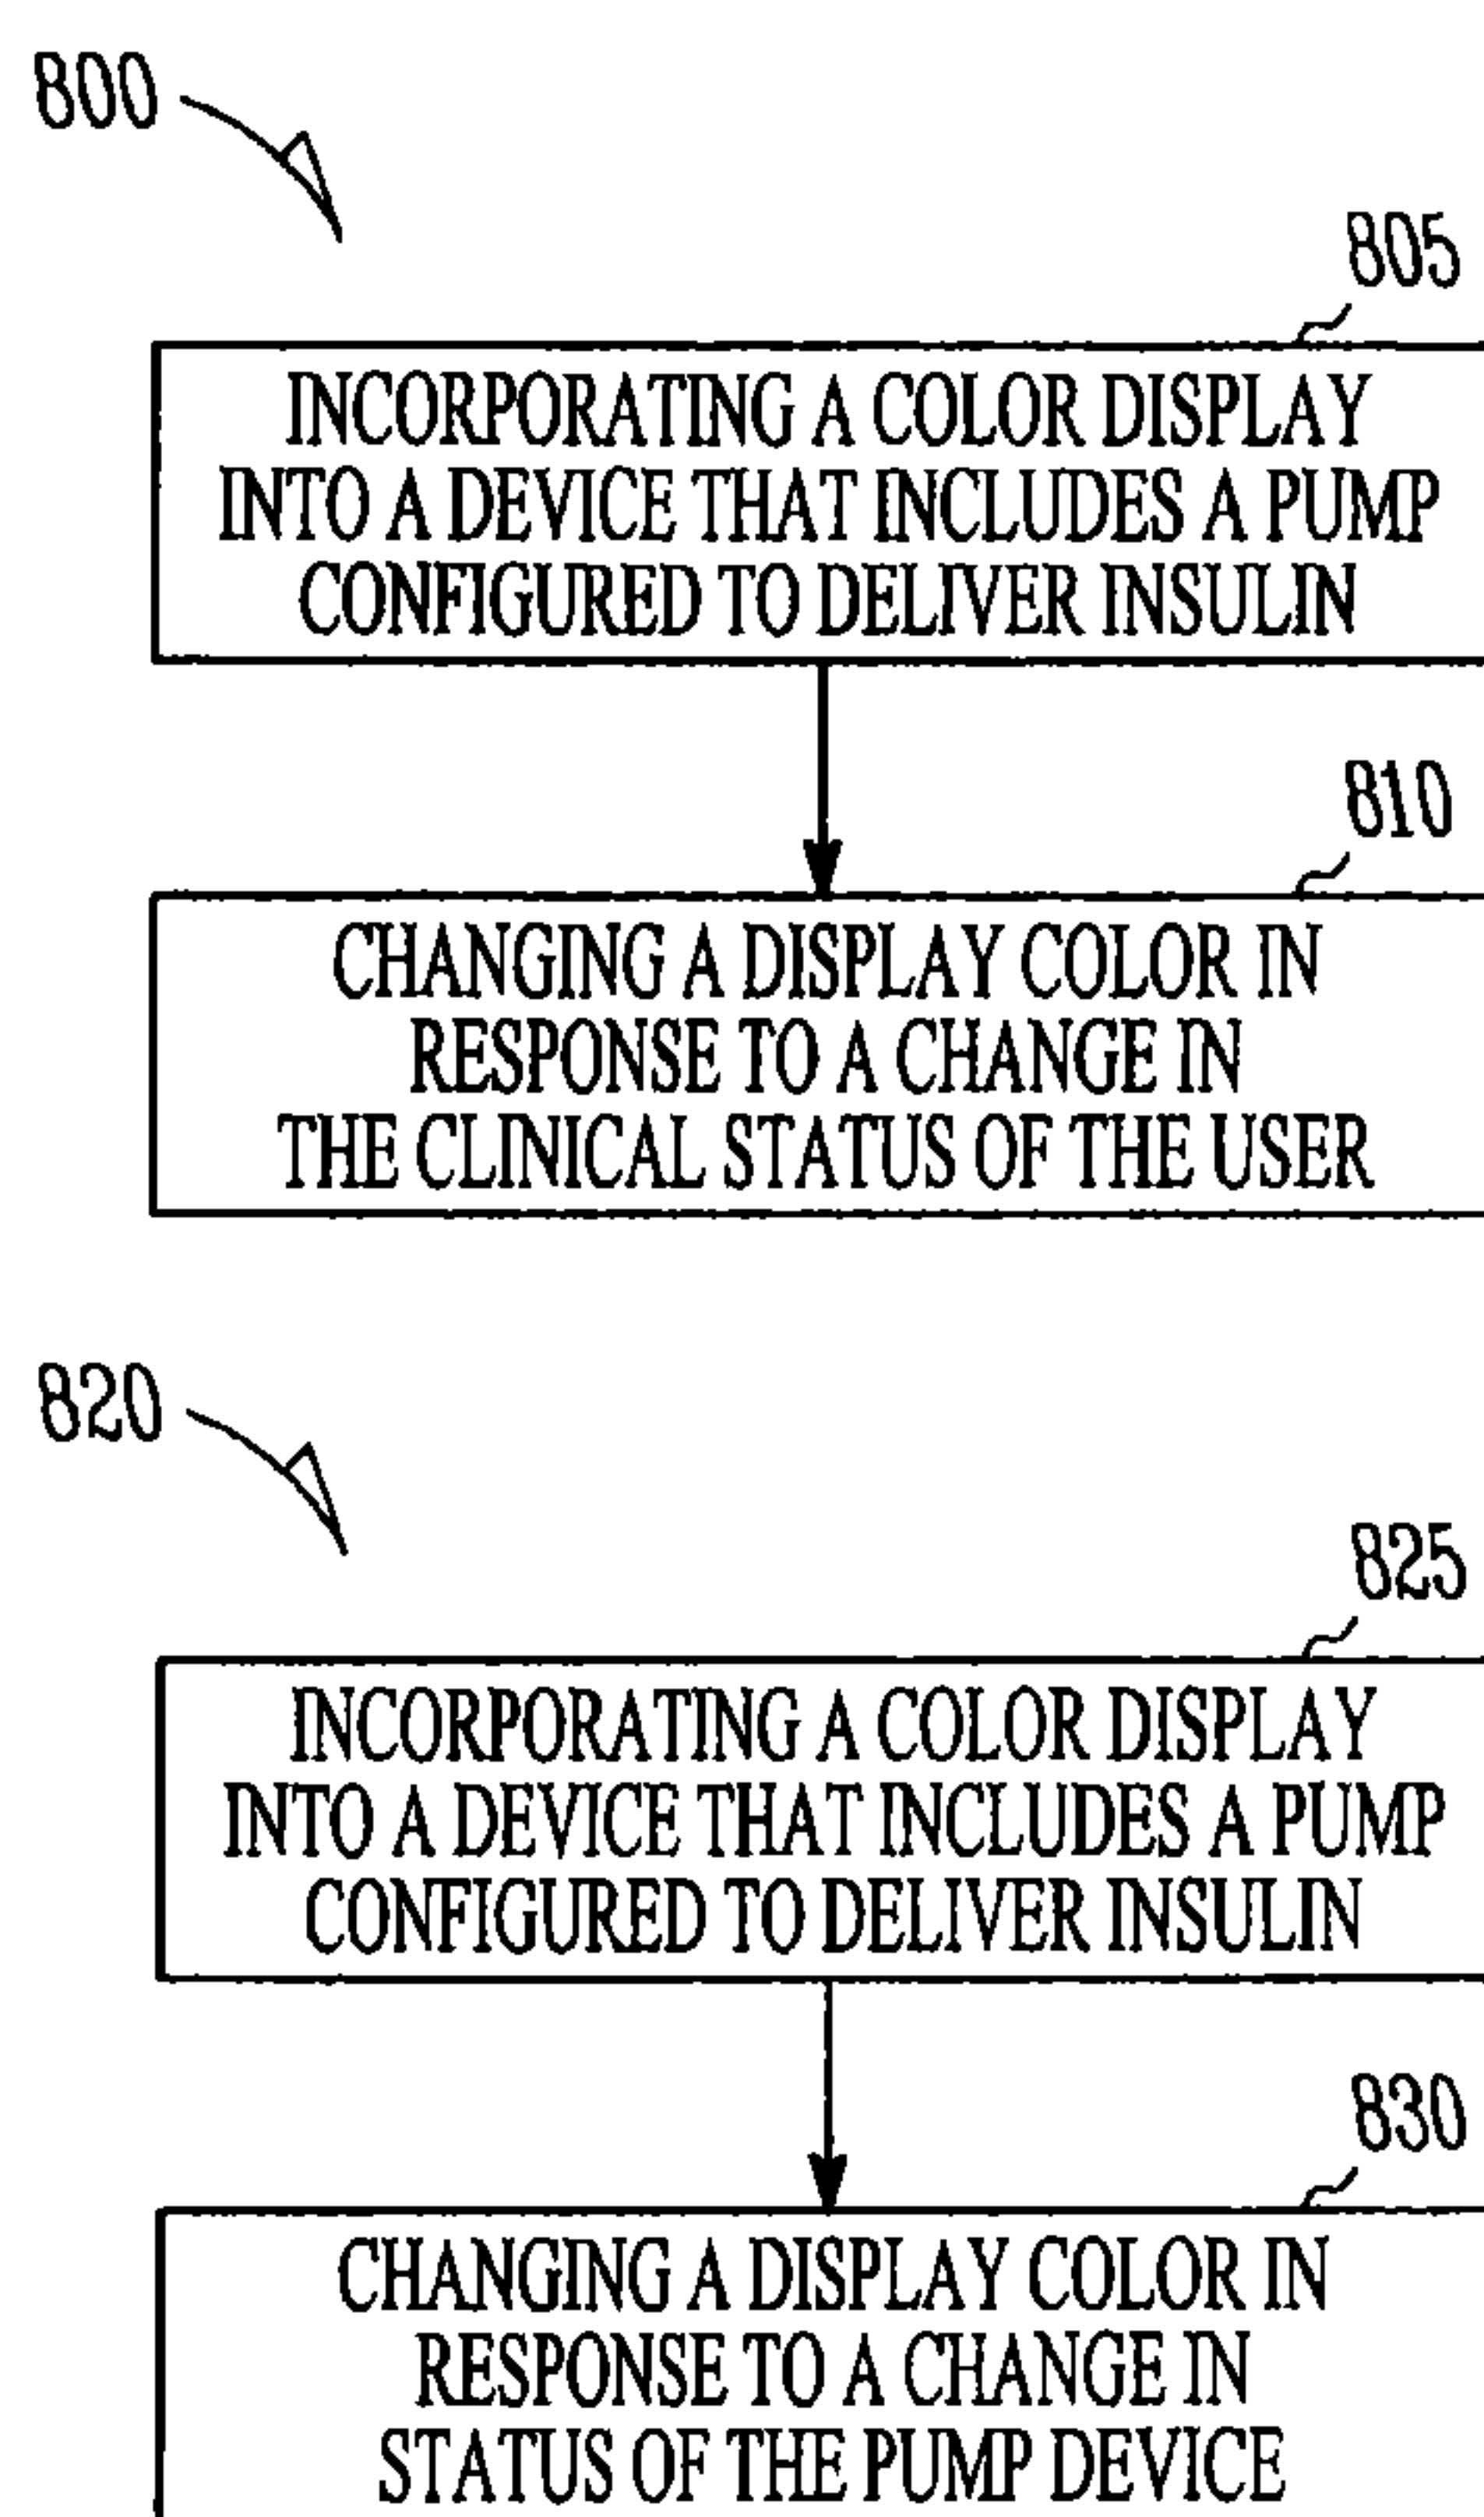 800
805
INCORPORATING A COLOR DISPLAY
INTO A DEVICE THAT INCLUDES A PUMP
CONFIGURED TO DELIVER INSULIN
810
CHANGING A DISPLAY COLOR IN
RESPONSE TO A CHANGE IN
THE CLINICAL STATUS OF THE USER
820
825
INCORPORATING A COLOR DISPLAY
INTO A DEVICE THAT INCLUDES A PUMP
CONFIGURED TO DELIVER INSULIN
830
CHANGING A DISPLAY COLOR IN
RESPONSE TO A CHANGE IN
STATUS OF THE PUMP DEVICE